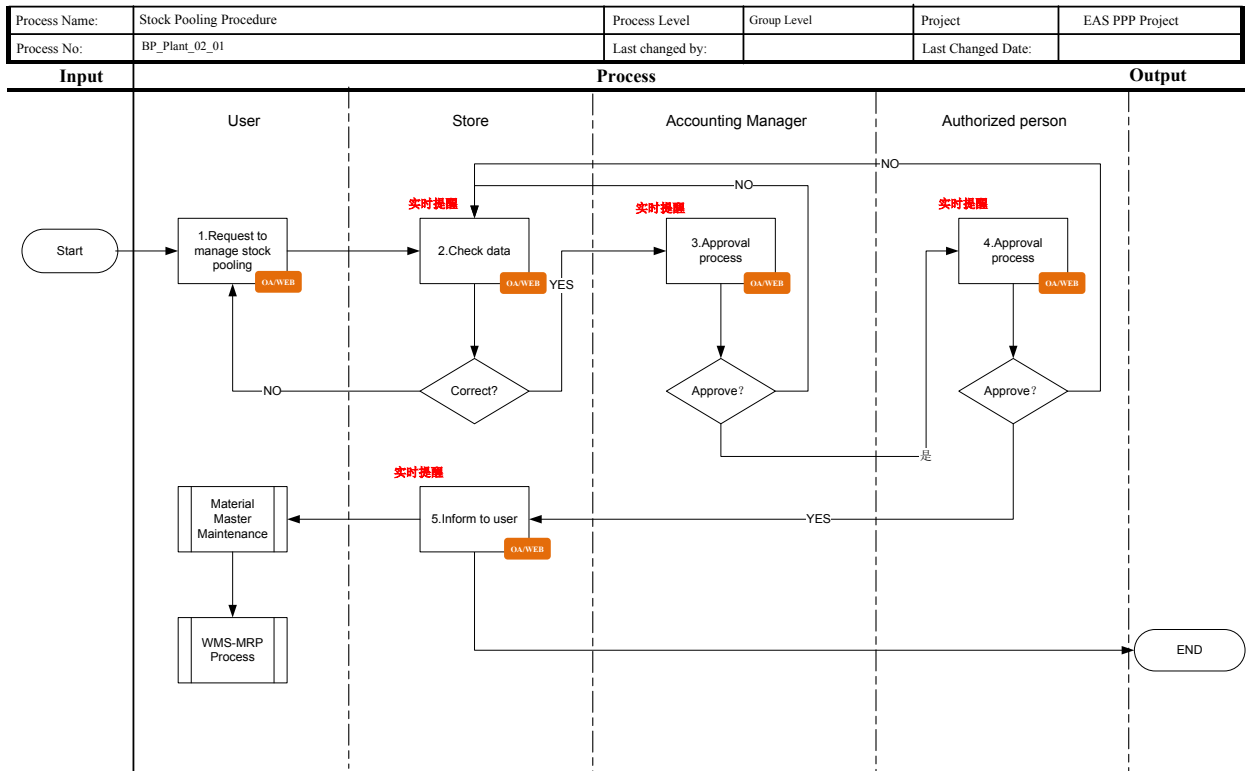 Process Name:
Stock Pooling Procedure
Process Level
Group Level
Project
EAS PPP Project
Process No:
BP_Plant_02_01
Last changed by:
Last Changed Date:
Input
Process
Output
User
Store
Accounting Manager
Authorized person
NO
NO
实时提醒
实时提醒
实时提醒
Start
1.Request to
manage stock
pooling
OA/WEB
2.Check data
OA/WEB
YES
3.Approval
process
OA/WEB
4.Approval
process
OA/WEB
NO
Correct?
Approve？
Approve？
是
实时提醒
Material
Master
Maintenance
5.Inform to user
OA/WEB
YES
WMS-MRP
Process
END